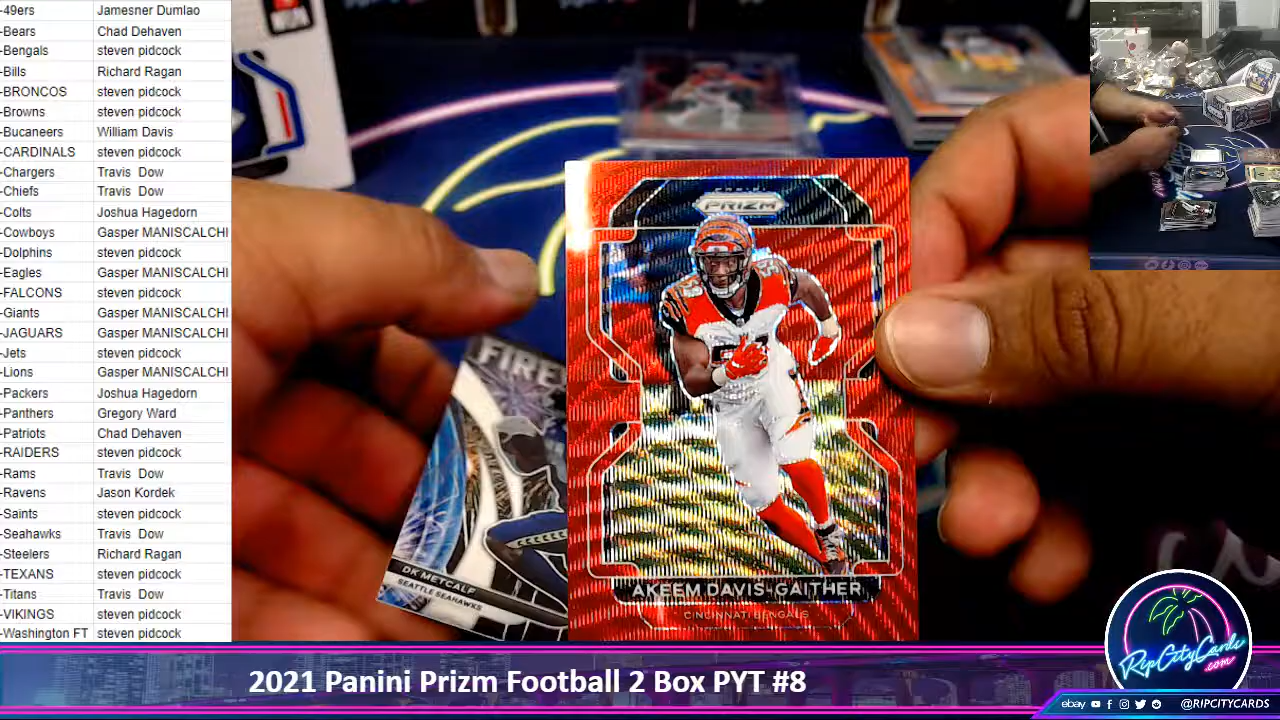 -49ers Jamesner Dumlao
-Bears Chad Dehaven
-Bengals steven pidcock
-Bills Richard Ragan
-BRONCOS steven pidcock
-Browns steven pidcock
-Bucaneers William Davis
-CARDINALS steven pidcock
-Chargers Travis Dow
-Chiefs Travis Dow
-Colts Joshua Hagedorn
-Cowboys Gasper MANISCALCHI
-Dolphins steven pidcock
-Eagles Gasper MANISCALCHI
-FALCONS steven pidcock
-Giants Gasper MANISCALCHI
-JAGUARS Gasper MANISCALCHI
-Jets steven pidcock
-Lions Gasper MANISCALCHI
-Packers Joshua Hagedorn
-Panthers Gregory Ward
-Patriots Chad Dehaven
-RAIDERS steven pidcock
-Rams Travis Dow
-Ravens Jason Kordek
-Saints steven pidcock
-Seahawks Travis Dow
-Steelers Richard Ragan
-TEXANS steven pidcock
-Titans Travis Dow
-VIKINGS steven pidcock
-Washington FT steven pidcock
PANINI
PRIZM
AKEEM DAVIS-GAITHER
CINCINNATI BENGALS
DK METCALF
SEATTLE SEAHAWKS
RipCityCards
.com
2021 Panini Prizm Football 2 Box PYT #8
ebay @RIPCITYCARDS